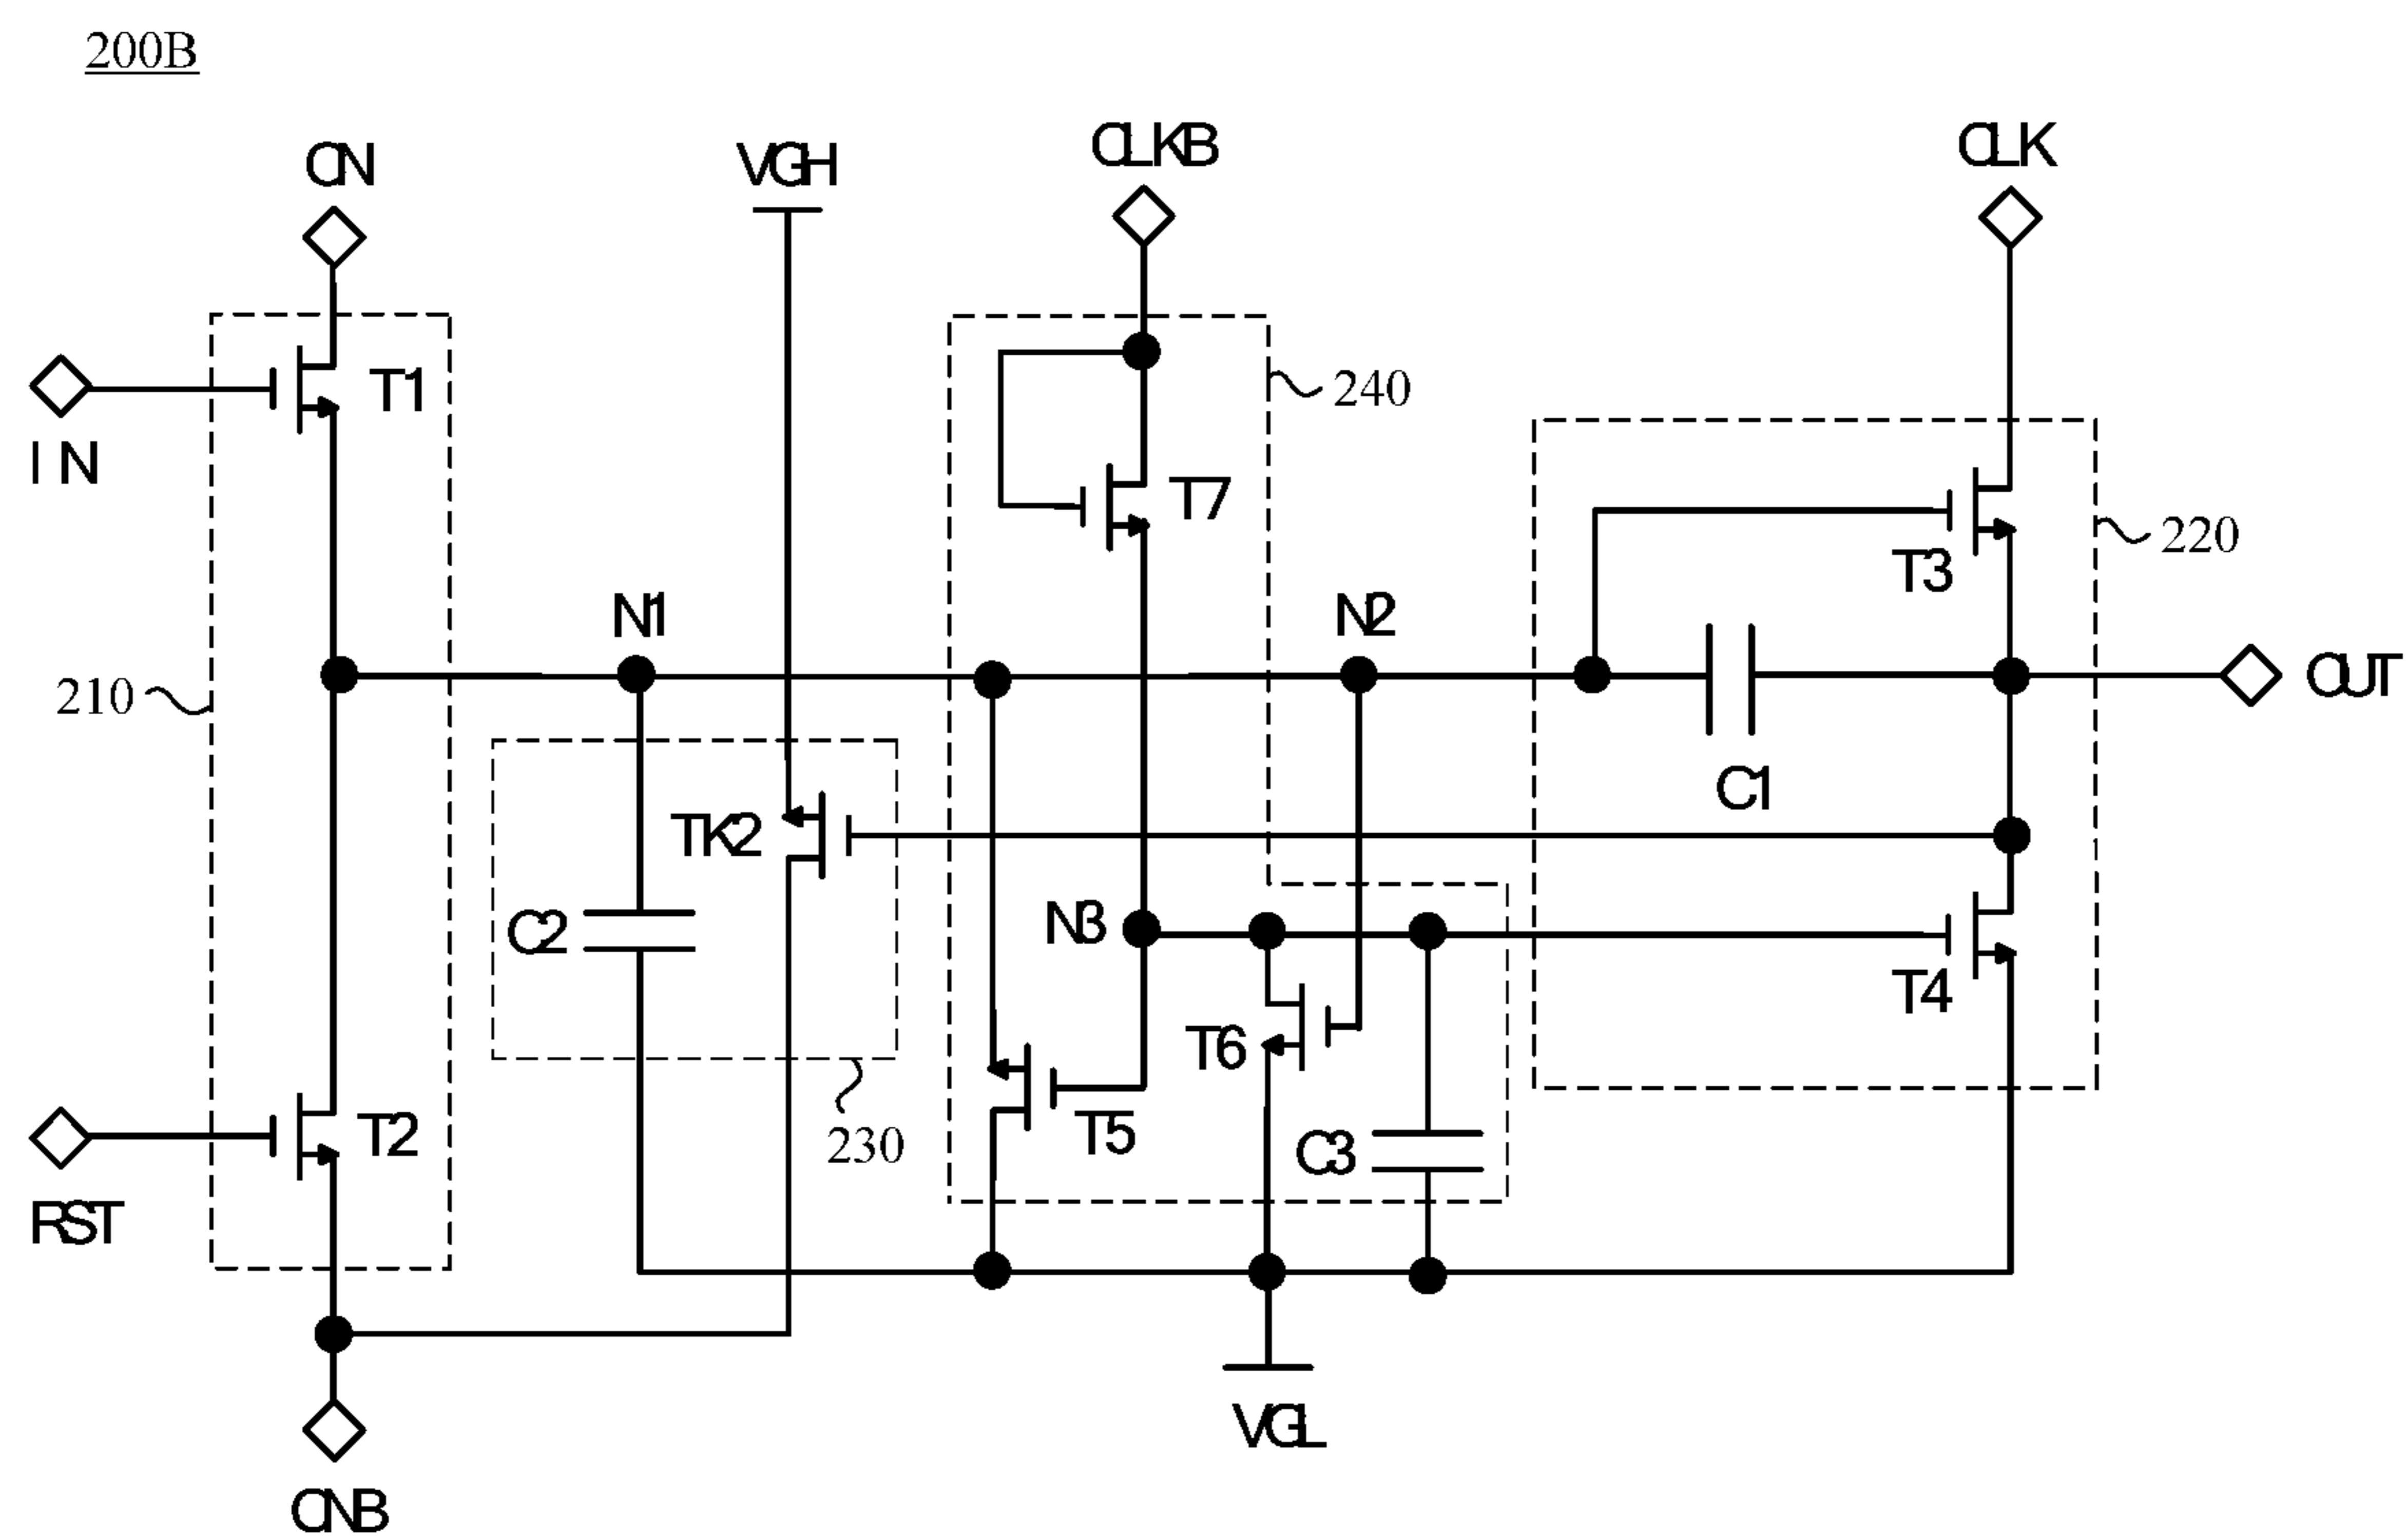 200B
CN
VGH
CLKB
CLK
IN
T1
240
T7
220
T3
N1
N2
210
OUT
C1
TK2
C2
N3
T4
T6
T5
C3
230
T2
RST
VGL
CNB